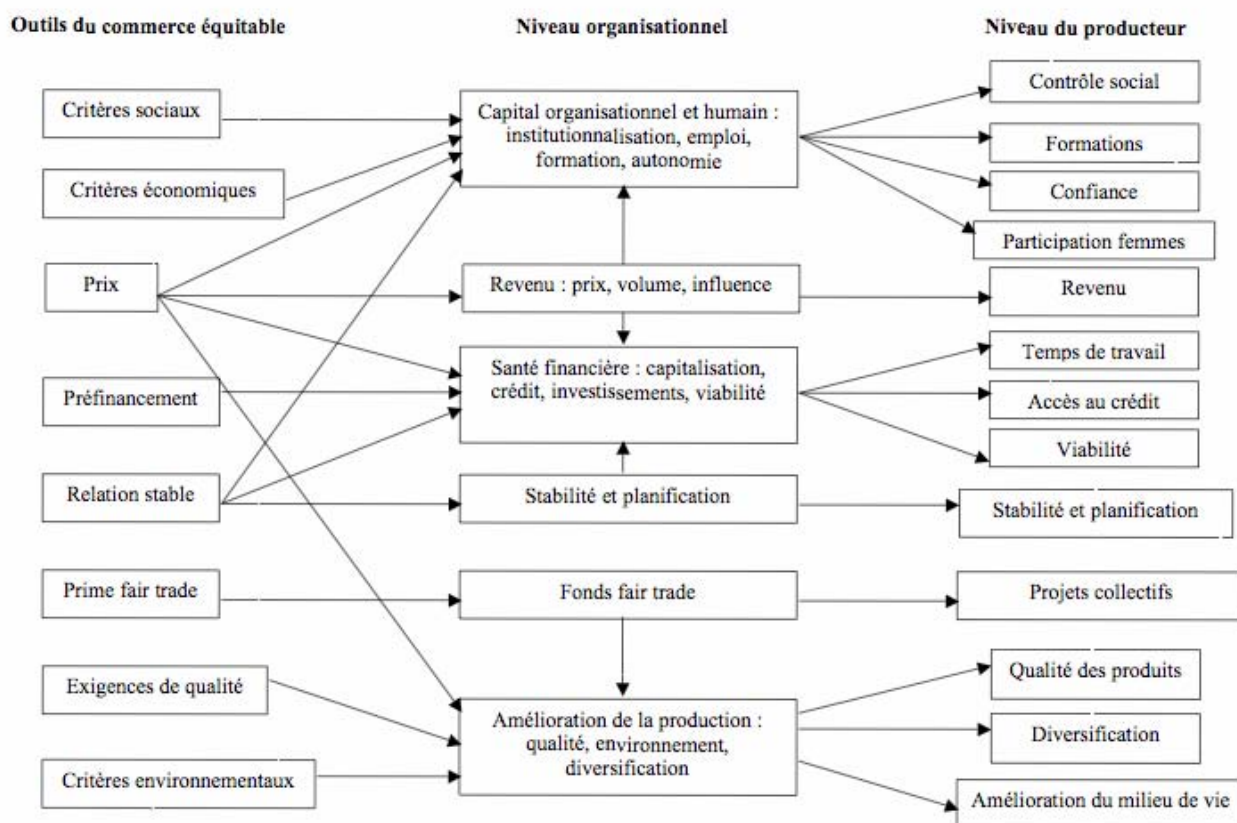 Outils du commerce équitable
Niveau organisationnel
Niveau du producteur
Critères sociaux
Critères économiques
Prix
Préfinancement
Relation stable
Prime fair trade
Exigences de qualité
Critères environnementaux
Capital organisationnel et humain :
institutionnalisation, emploi,
formation, autonomie
Revenu : prix, volume, influence
Santé financière : capitalisation,
crédit, investissements, viabilité
Stabilité et planification
Fonds fair trade
Amélioration de la production :
qualité, environnement,
diversification
Contrôle social
Formations
Confiance
Participation femmes
Revenu
Temps de travail
Accès au crédit
Viabilité
Stabilité et planification
Projets collectifs
Qualité des produits
Diversification
Amélioration du milieu de vie